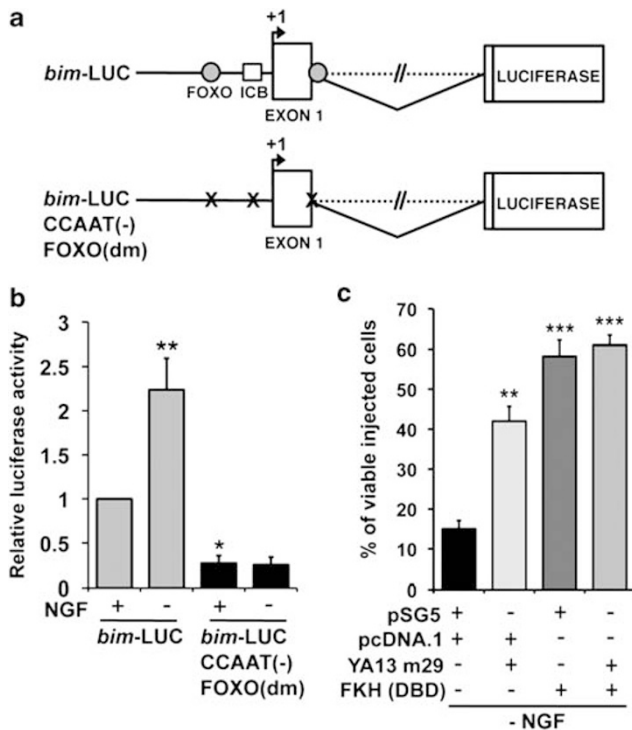 a
+1
bim-LUC
FOXO
ICB
EXON 1
//
LUCIFERASE
+1
bim-LUC
CCAAT(-)
FOXO(dm)
X X X
EXON 1
//
LUCIFERASE
b
Relative luciferase activity
3
2.5
2
1.5
1
0.5
0
**
*
NGF + - + -
bim-LUC
bim-LUC
CCAAT(-)
FOXO(dm)
c
% of viable injected cells
70
60
50
40
30
20
10
0
**
***
***
pSG5 + - + -
pcDNA.1 + + - -
YA13 m29 - + - +
FKH (DBD) - - + +
- NGF